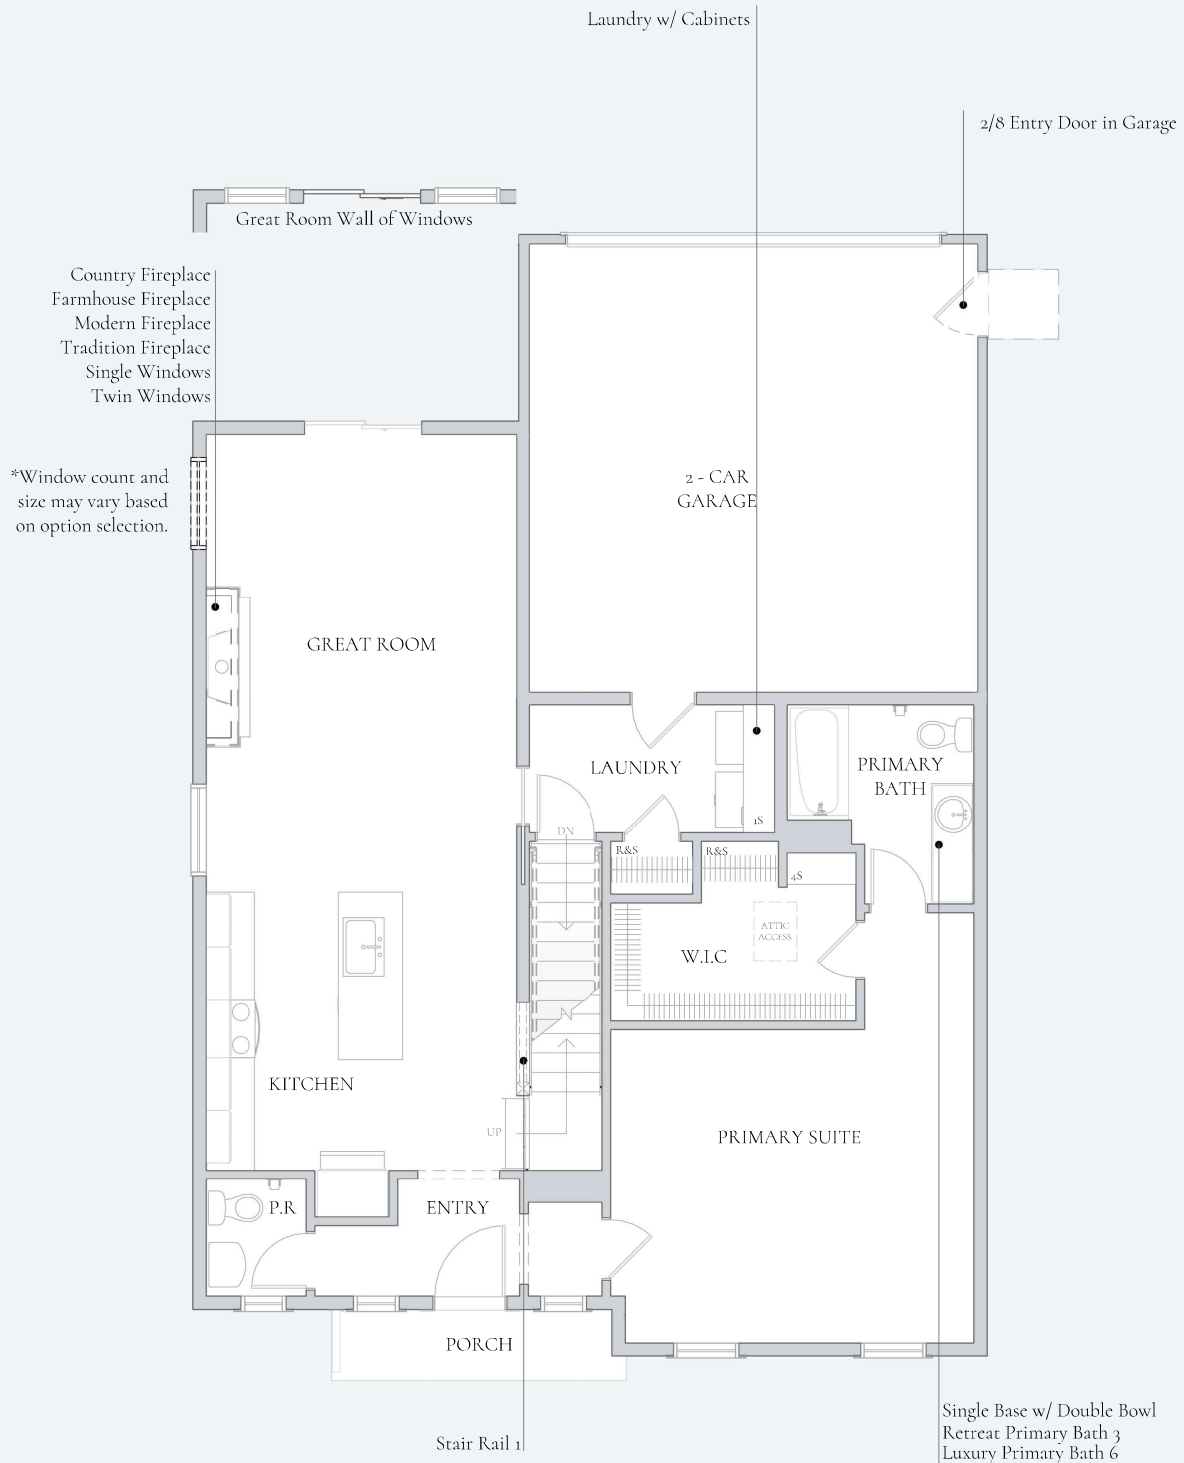 Laundry w/ Cabinets
2/8 Entry Door in Garage
Great Room Wall of Windows
Country Fireplace
Farmhouse Fireplace
Modern Fireplace
Tradition Fireplace
Single Windows
Twin Windows
*Window count and
size may vary based
on option selection.
2 - CAR
GARAGE
GREAT ROOM
LAUNDRY
PRIMARY
BATH
1S
DN
R&S
R&S
4S
ATTIC
ACCESS
W.I.C
KITCHEN
UP
PRIMARY SUITE
P.R
ENTRY
PORCH
Stair Rail 1
Single Base w/ Double Bowl
Retreat Primary Bath 3
Luxury Primary Bath 6